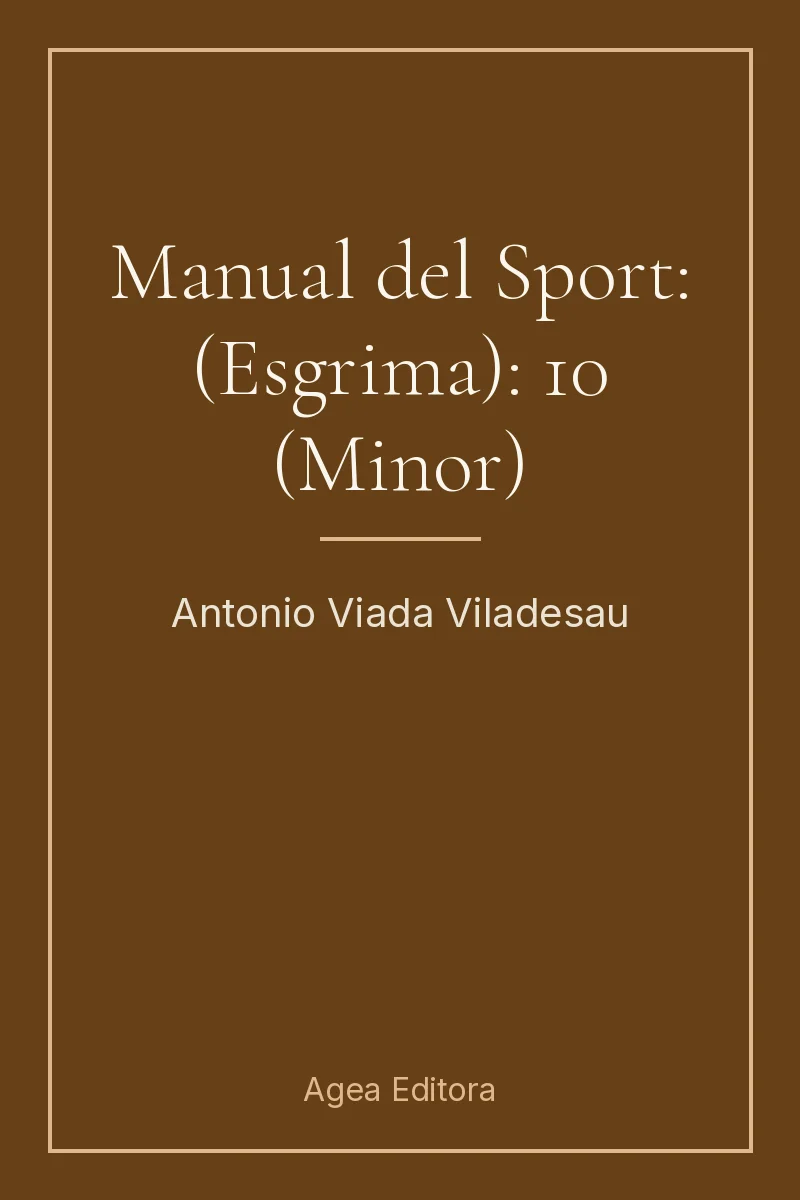 Manual del Sport:
(Esgrima): 10
(Minor)
Antonio Viada Viladesau
Agea Editora